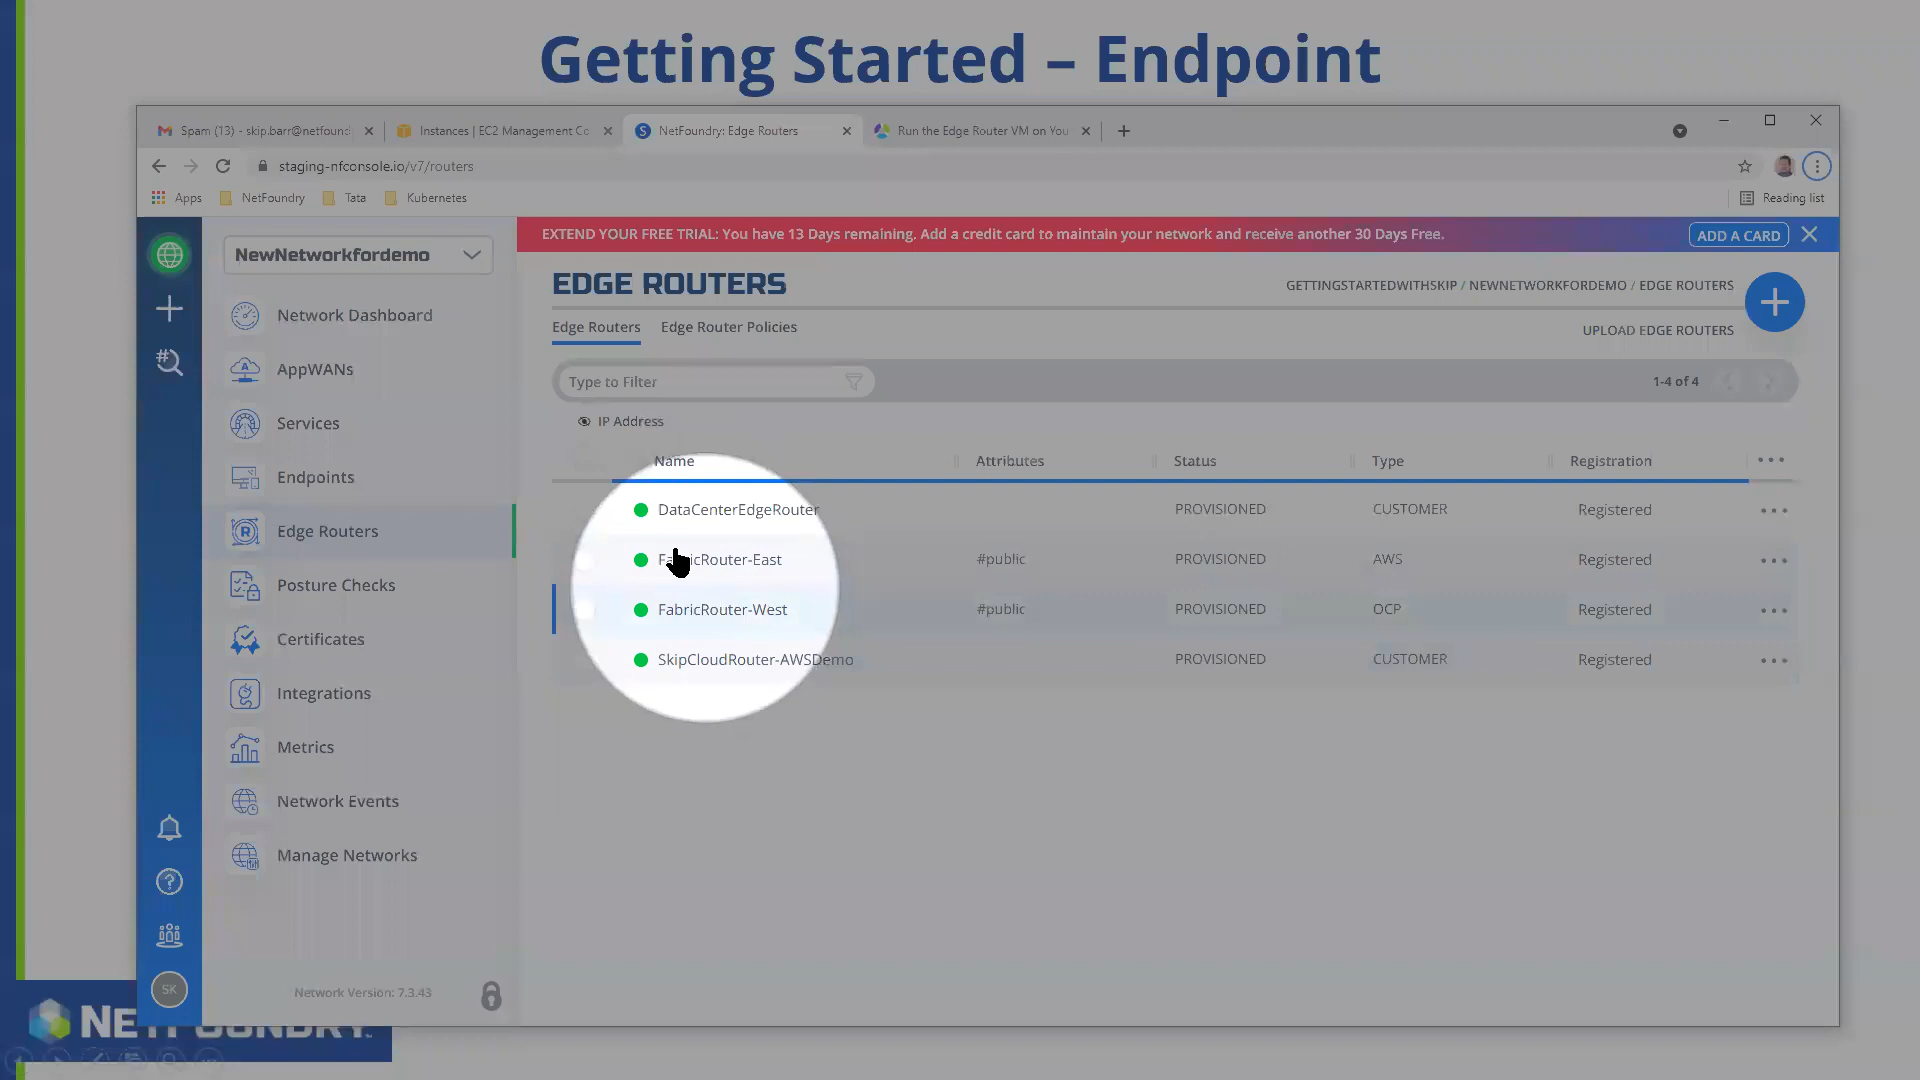 Getting Started – Endpoint
Spam (13) - skip.barr@netfound
Instances | EC2 Management Co
NetFoundry: Edge Routers
Run the Edge Router VM on You
staging-nfconsole.io/v7/routers
Apps
NetFoundry
Tata
Kubernetes
Reading list
NewNetworkfordemo
EXTEND YOUR FREE TRIAL: You have 13 Days remaining. Add a credit card to maintain your network and receive another 30 Days Free.
ADD A CARD
EDGE ROUTERS
GETTINGSTARTEDWITHSKIP / NEWNETWORKFORDEMO / EDGE ROUTERS
Edge Routers
Edge Router Policies
UPLOAD EDGE ROUTERS
Type to Filter
1-4 of 4
IP Address
Name Attributes Status Type Registration
DataCenterEdgeRouter PROVISIONED CUSTOMER Registered
FabricRouter-East #public PROVISIONED AWS Registered
FabricRouter-West #public PROVISIONED OCP Registered
SkipCloudRouter-AWSDemo PROVISIONED CUSTOMER Registered
Network Dashboard
AppWANs
Services
Endpoints
Edge Routers
Posture Checks
Certificates
Integrations
Metrics
Network Events
Manage Networks
SK
Network Version: 7.3.43
NETFOUNDRY